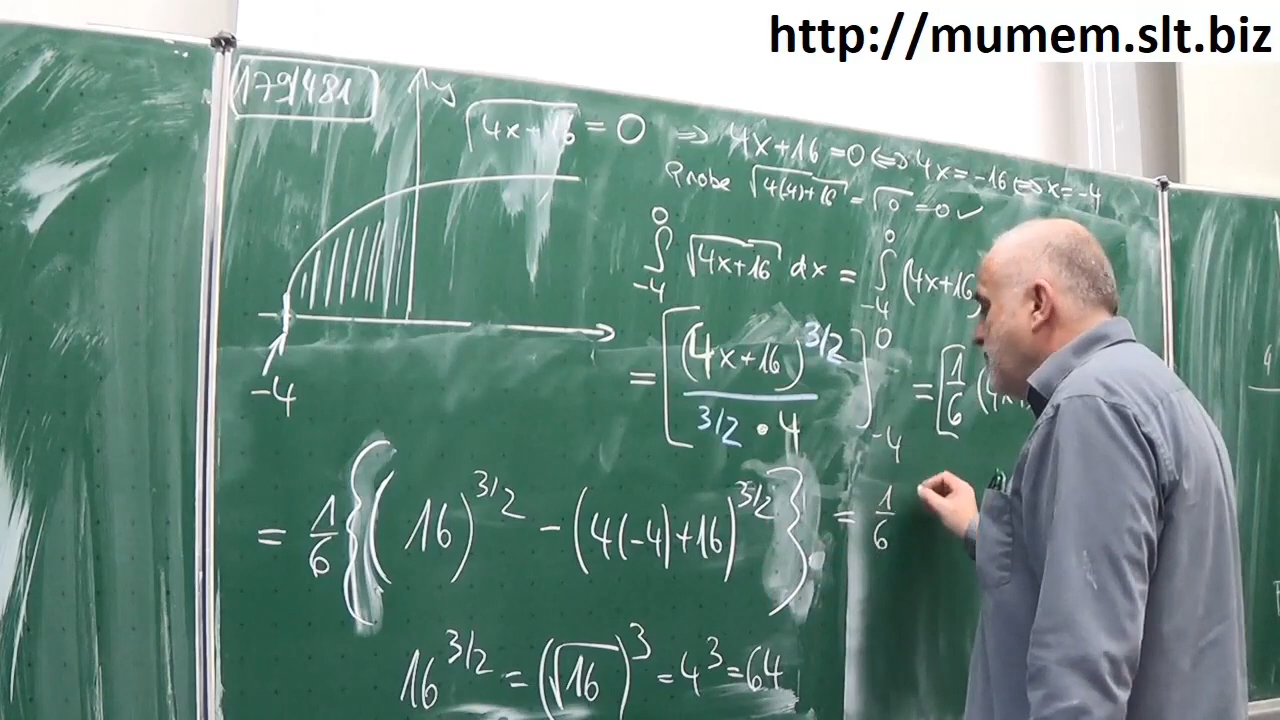 http://mumem.slt.biz
179/481
y
√(4x+16) = 0 ⇒ 4x+16 = 0 ⇔ 4x = -16 ⇔ x = -4
Probe √(4(4)+16) = √0 = 0 ✓
-4
∫₋₄⁰ √(4x+16) dx = ∫₋₄⁰ (4x+16
= [(4x+16)^3/2 / (3/2 • 4)]₋₄⁰ = [1/6 (4x
= 1/6 {(16)^3/2 - (4(-4)+16)^3/2} = 1/6
16^3/2 = (√16)^3 = 4^3 = 64